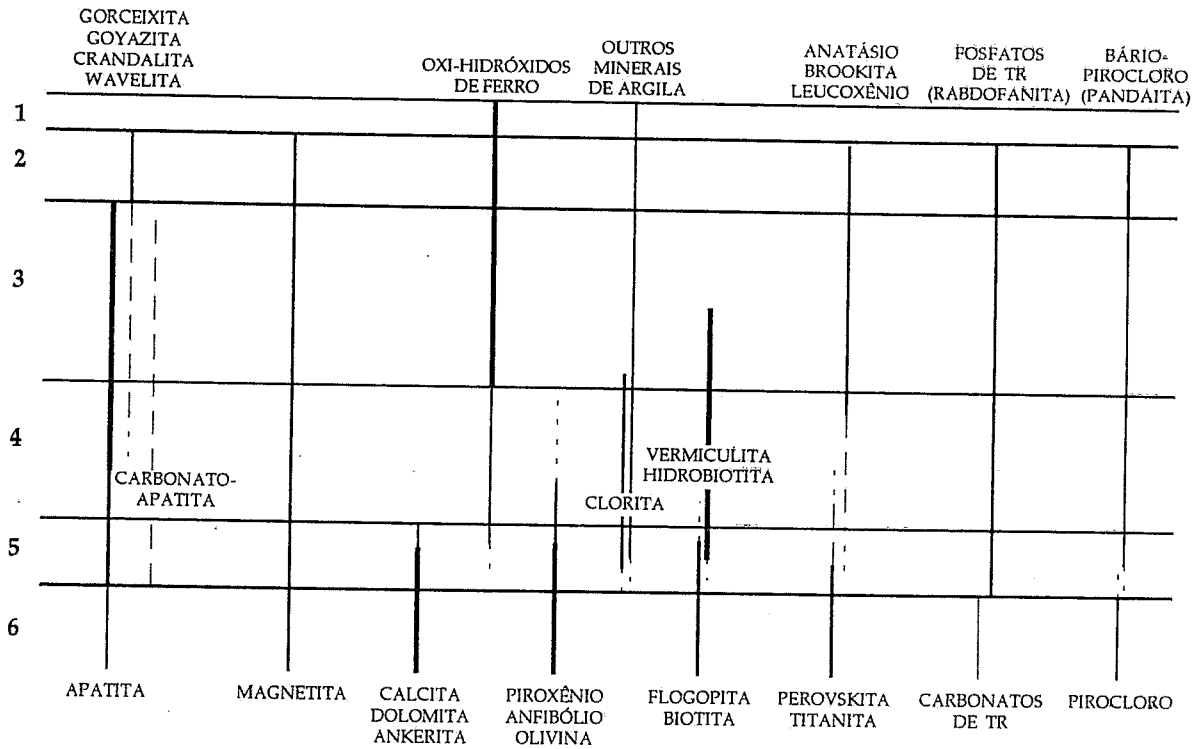 GORCEIXITA
GOYAZITA
CRANDALITA
WAVELITA
OXI-HIDRÓXIDOS
DE FERRO
OUTROS
MINERAIS
DE ARGILA
ANATÁSIO
BROOKITA
LEUCOXÊNIO
FOSFATOS
DE TR
(RABDOFANITA)
BÁRIO-
PIROCLORO
(PANDAITA)
1
2
3
4
5
6
CARBONATO-
APATITA
CLORITA
VERMICULITA
HIDROBIOTITA
APATITA
MAGNETITA
CALCITA
DOLOMITA
ANKERITA
PIROXÊNIO
ANFIBÓLIO
OLIVINA
FLOGOPITA
BIOTITA
PEROVSKITA
TITANITA
CARBONATOS
DE TR
PIROCLORO